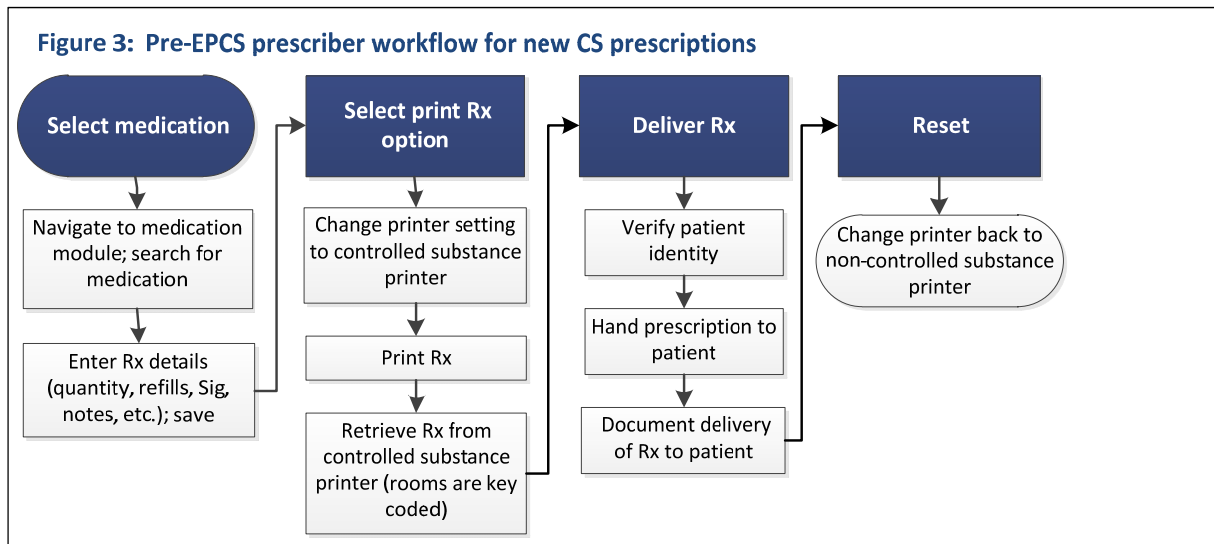 Figure 3: Pre-EPCS prescriber workflow for new CS prescriptions
Select medication
Navigate to medication
module; search for
medication
Enter Rx details
(quantity, refills, Sig,
notes, etc.); save
Select print Rx
option
Change printer setting
to controlled substance
printer
Print Rx
Retrieve Rx from
controlled substance
printer (rooms are key
coded)
Deliver Rx
Verify patient
identity
Hand prescription to
patient
Document delivery
of Rx to patient
Reset
Change printer back to
non-controlled substance
printer